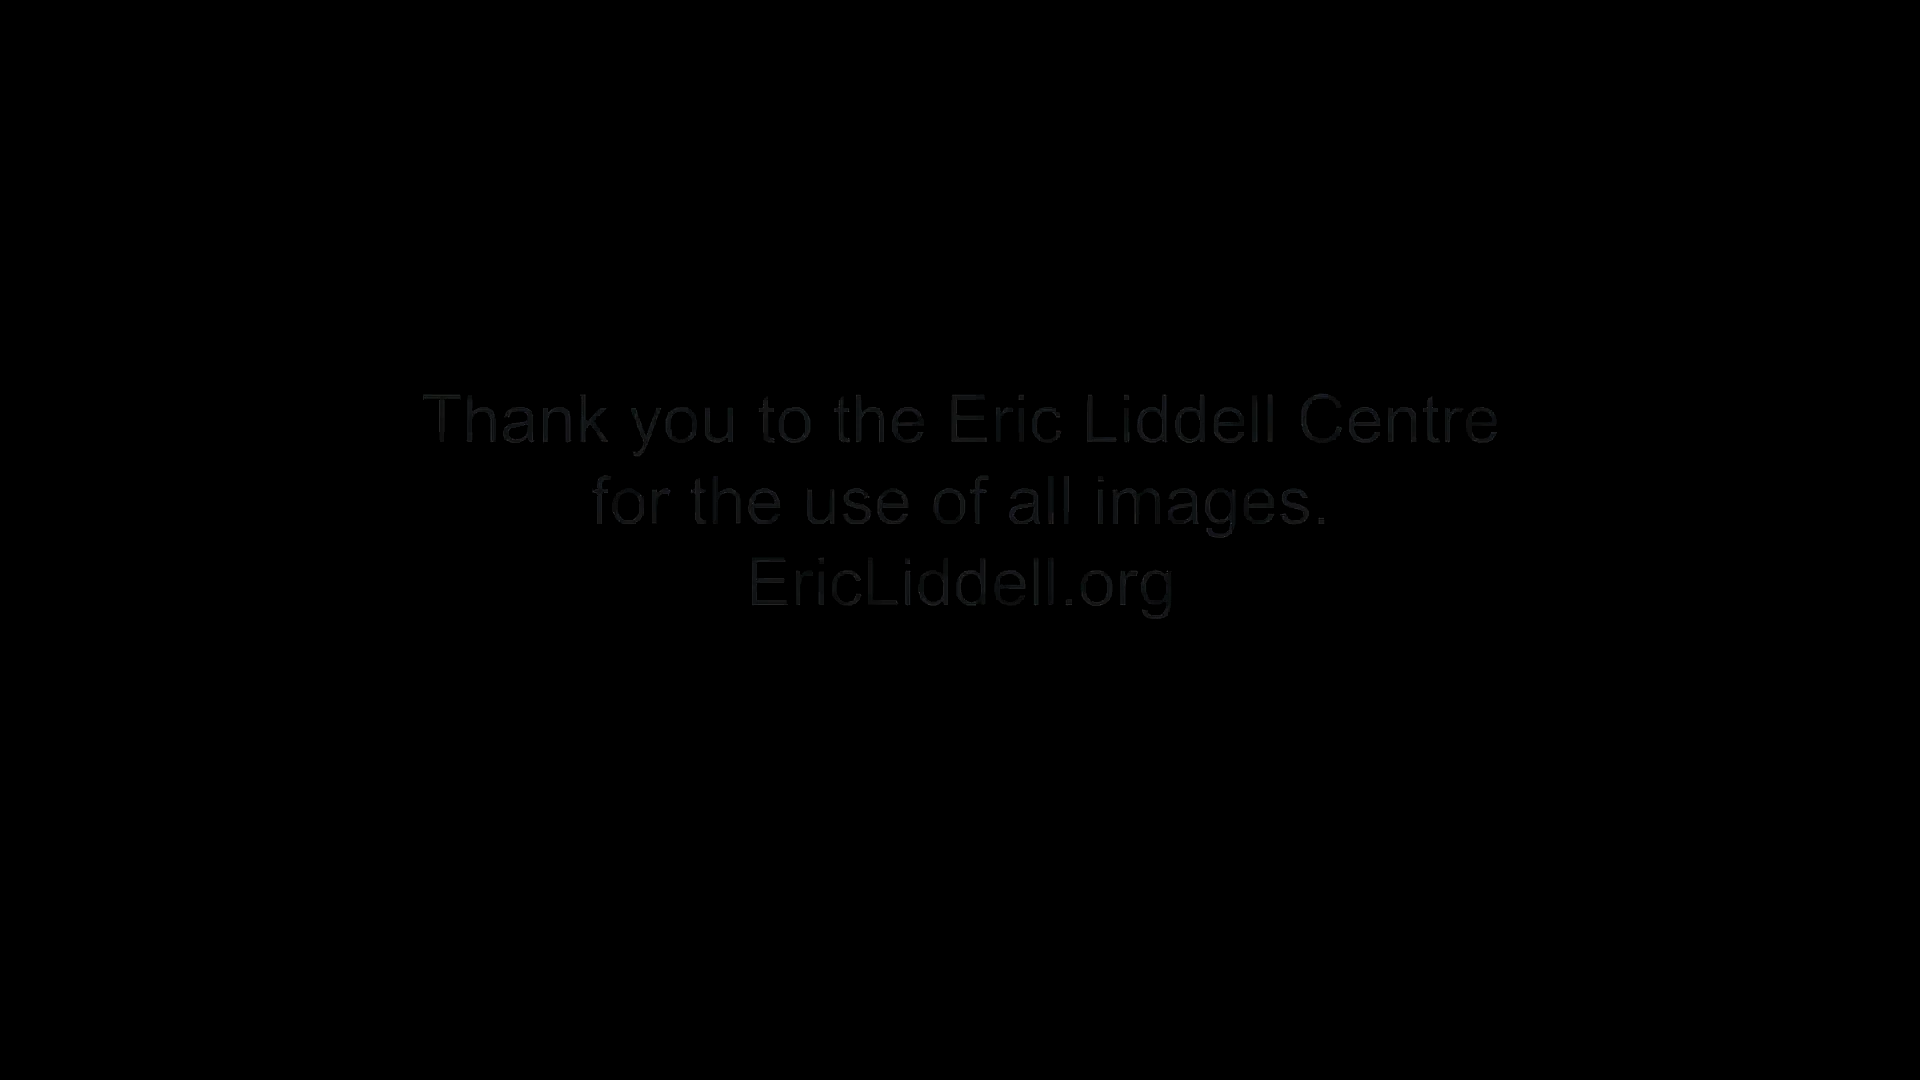 Thank you to the Eric Liddell Centre
for the use of all images.
EricLiddell.org